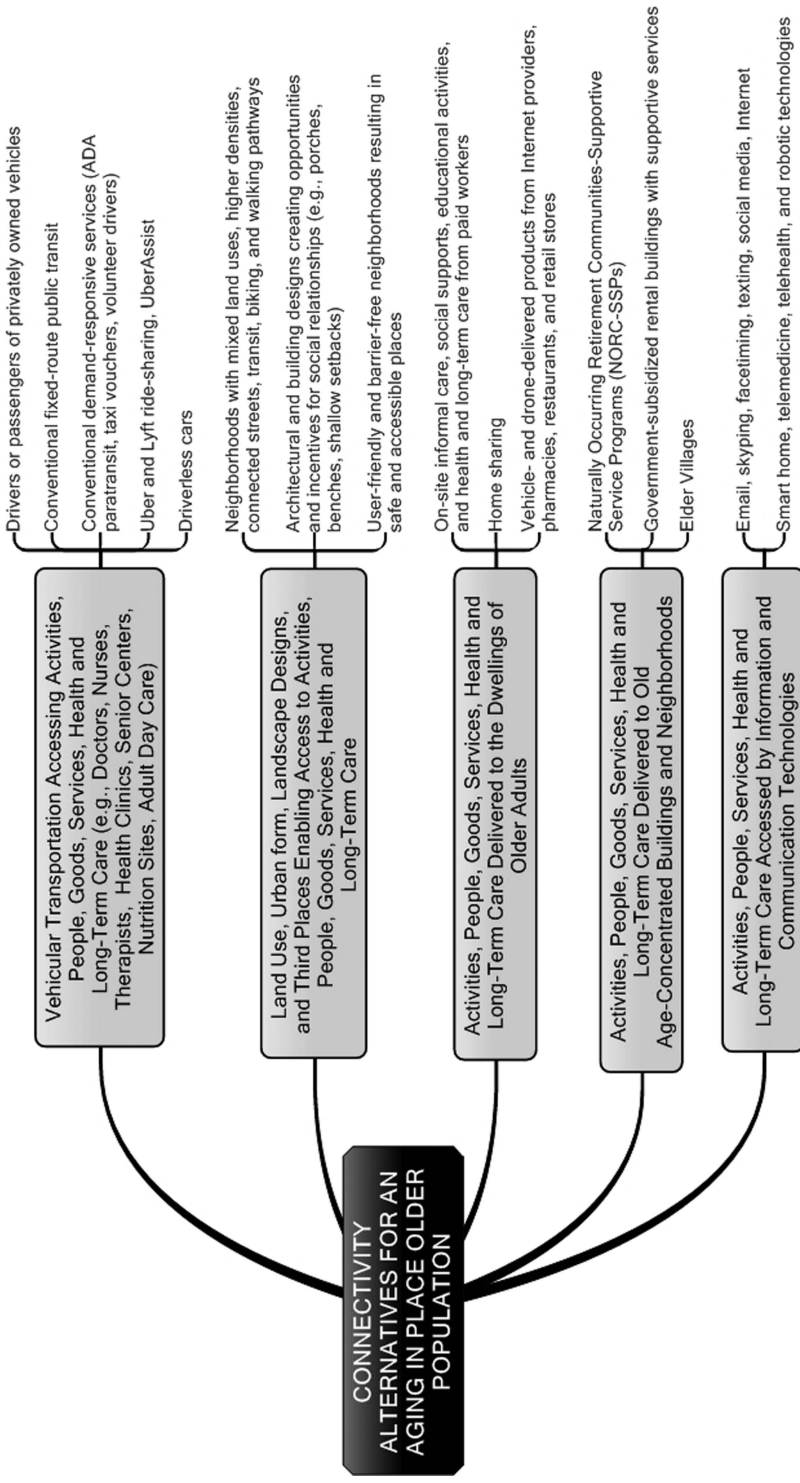 CONNECTIVITY
ALTERNATIVES FOR AN
AGING IN PLACE OLDER
POPULATION
Vehicular Transportation Accessing Activities,
People, Goods, Services, Health and
Long-Term Care (e.g., Doctors, Nurses,
Therapists, Health Clinics, Senior Centers,
Nutrition Sites, Adult Day Care)
Drivers or passengers of privately owned vehicles
Conventional fixed-route public transit
Conventional demand-responsive services (ADA
paratransit, taxi vouchers, volunteer drivers)
Uber and Lyft ride-sharing, UberAssist
Driverless cars
Land Use, Urban form, Landscape Designs,
and Third Places Enabling Access to Activities,
People, Goods, Services, Health and
Long-Term Care
Neighborhoods with mixed land uses, higher densities,
connected streets, transit, biking, and walking pathways
Architectural and building designs creating opportunities
and incentives for social relationships (e.g., porches,
benches, shallow setbacks)
User-friendly and barrier-free neighborhoods resulting in
safe and accessible places
Activities, People, Goods, Services, Health and
Long-Term Care Delivered to the Dwellings of
Older Adults
On-site informal care, social supports, educational activities,
and health and long-term care from paid workers
Home sharing
Vehicle- and drone-delivered products from Internet providers,
pharmacies, restaurants, and retail stores
Activities, People, Goods, Services, Health and
Long-Term Care Delivered to Old
Age-Concentrated Buildings and Neighborhoods
Naturally Occurring Retirement Communities-Supportive
Service Programs (NORC-SSPs)
Government-subsidized rental buildings with supportive services
Elder Villages
Activities, People, Services, Health and
Long-Term Care Accessed by Information and
Communication Technologies
Email, skyping, facetiming, texting, social media, Internet
Smart home, telemedicine, telehealth, and robotic technologies